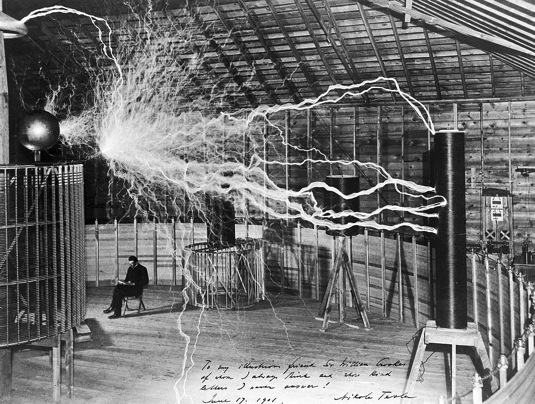 To my illustrious friend Sir William Crookes
of whom I always think and whose kind
letters I never answer!
June 17, 1901
Nikola Tesla